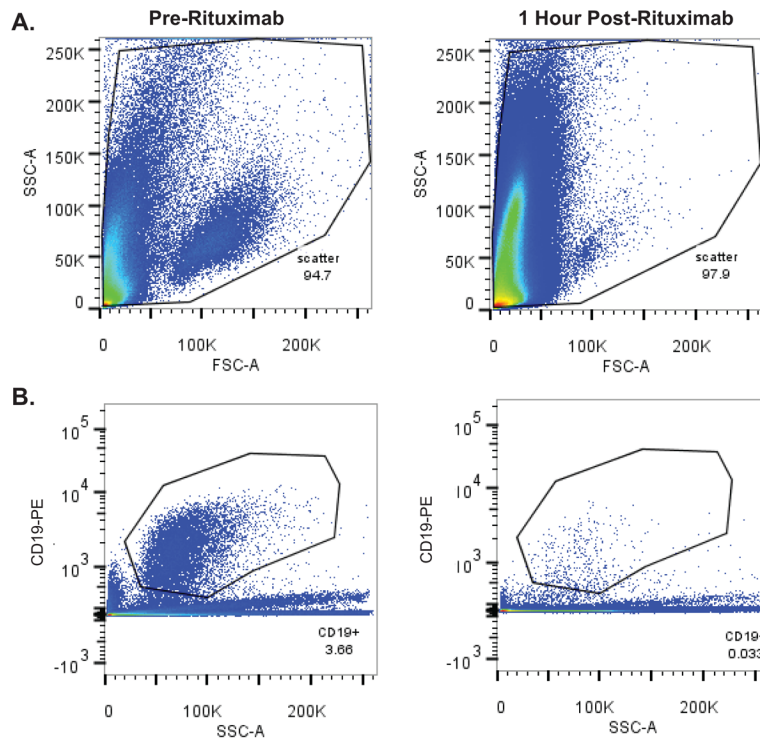 A.
Pre-Rituximab
1 Hour Post-Rituximab
250K
200K
150K
100K
50K
0
SSC-A
scatter
94.7
0
100K
200K
FSC-A
250K
200K
150K
100K
50K
0
SSC-A
scatter
97.9
0
100K
200K
FSC-A
B.
10^5
10^4
10^3
-10^3
CD19-PE
CD19+
3.66
0
100K
200K
SSC-A
10^5
10^4
10^3
-10^3
CD19-PE
CD19+
0.033
0
100K
200K
SSC-A